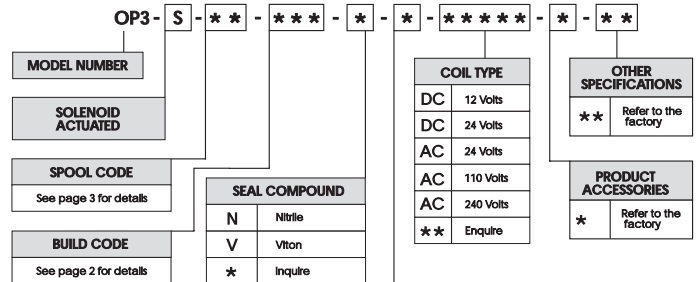 OP3 - S - ** - *** - * - * - ***** - * - **
MODEL NUMBER
SOLENOID
ACTUATED
SPOOL CODE
See page 3 for details
BUILD CODE
See page 2 for details
SEAL COMPOUND
N Nitrile
V Viton
* Inquire
COIL TYPE
DC 12 Volts
DC 24 Volts
AC 24 Volts
AC 110 Volts
AC 240 Volts
** Enquire
OTHER
SPECIFICATIONS
** Refer to the
factory
PRODUCT
ACCESSORIES
* Refer to the
factory